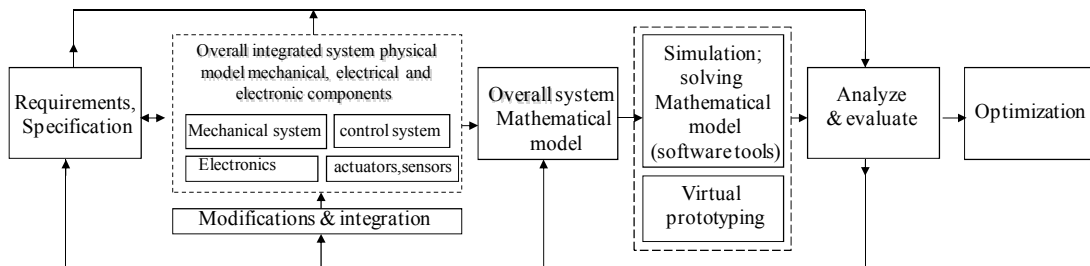 Requirements,
Specification
Overall integrated system physical
model mechanical, electrical and
electronic components
Mechanical system
control system
Electronics
actuators,sensors
Modifications & integration
Overall system
Mathematical
model
Simulation;
solving
Mathematical
model
(software tools)
Virtual
prototyping
Analyze
& evaluate
Optimization